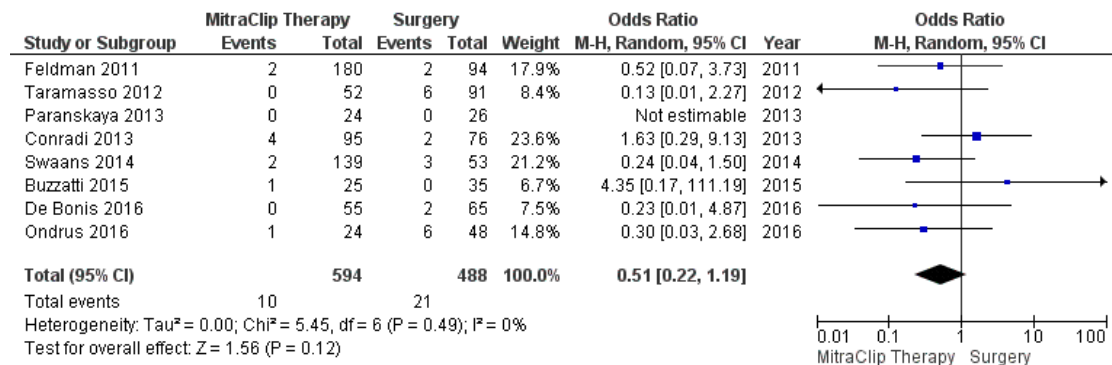 MitraClip Therapy Surgery Odds Ratio Odds Ratio
Study or Subgroup Events Total Events Total Weight M-H, Random, 95% CI Year M-H, Random, 95% CI
Feldman 2011 2 180 2 94 17.9% 0.52 [0.07, 3.73] 2011
Taramasso 2012 0 52 6 91 8.4% 0.13 [0.01, 2.27] 2012
Paranskaya 2013 0 24 0 26 Not estimable 2013
Conradi 2013 4 95 2 76 23.6% 1.63 [0.29, 9.13] 2013
Swaans 2014 2 139 3 53 21.2% 0.24 [0.04, 1.50] 2014
Buzzatti 2015 1 25 0 35 6.7% 4.35 [0.17, 111.19] 2015
De Bonis 2016 0 55 2 65 7.5% 0.23 [0.01, 4.87] 2016
Ondrus 2016 1 24 6 48 14.8% 0.30 [0.03, 2.68] 2016
Total (95% CI) 594 488 100.0% 0.51 [0.22, 1.19]
Total events 10 21
Heterogeneity: Tau² = 0.00; Chi² = 5.45, df = 6 (P = 0.49); I² = 0%
Test for overall effect: Z = 1.56 (P = 0.12)
0.01 0.1 1 10 100
MitraClip Therapy Surgery